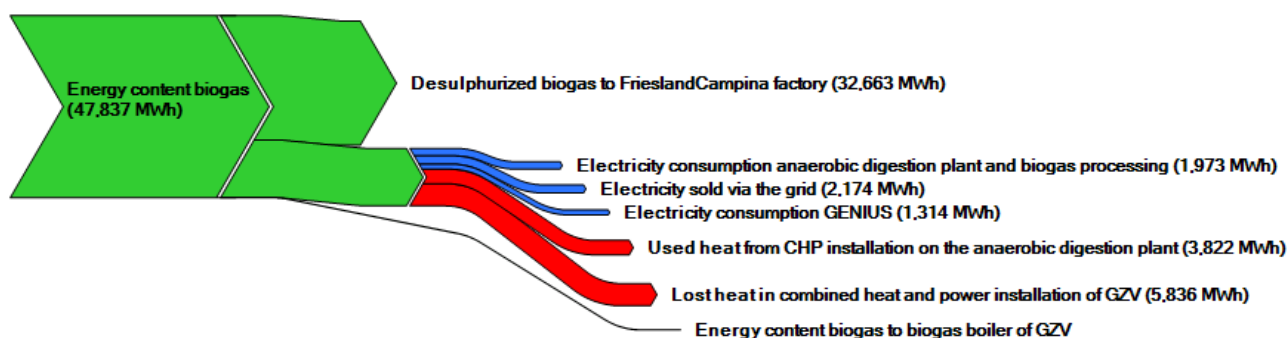 Energy content biogas
(47,837 MWh)
Desulphurized biogas to FrieslandCampina factory (32,663 MWh)
Electricity consumption anaerobic digestion plant and biogas processing (1,973 MWh)
Electricity sold via the grid (2,174 MWh)
Electricity consumption GENIUS (1,314 MWh)
Used heat from CHP installation on the anaerobic digestion plant (3,822 MWh)
Lost heat in combined heat and power installation of GZV (5,836 MWh)
Energy content biogas to biogas boiler of GZV